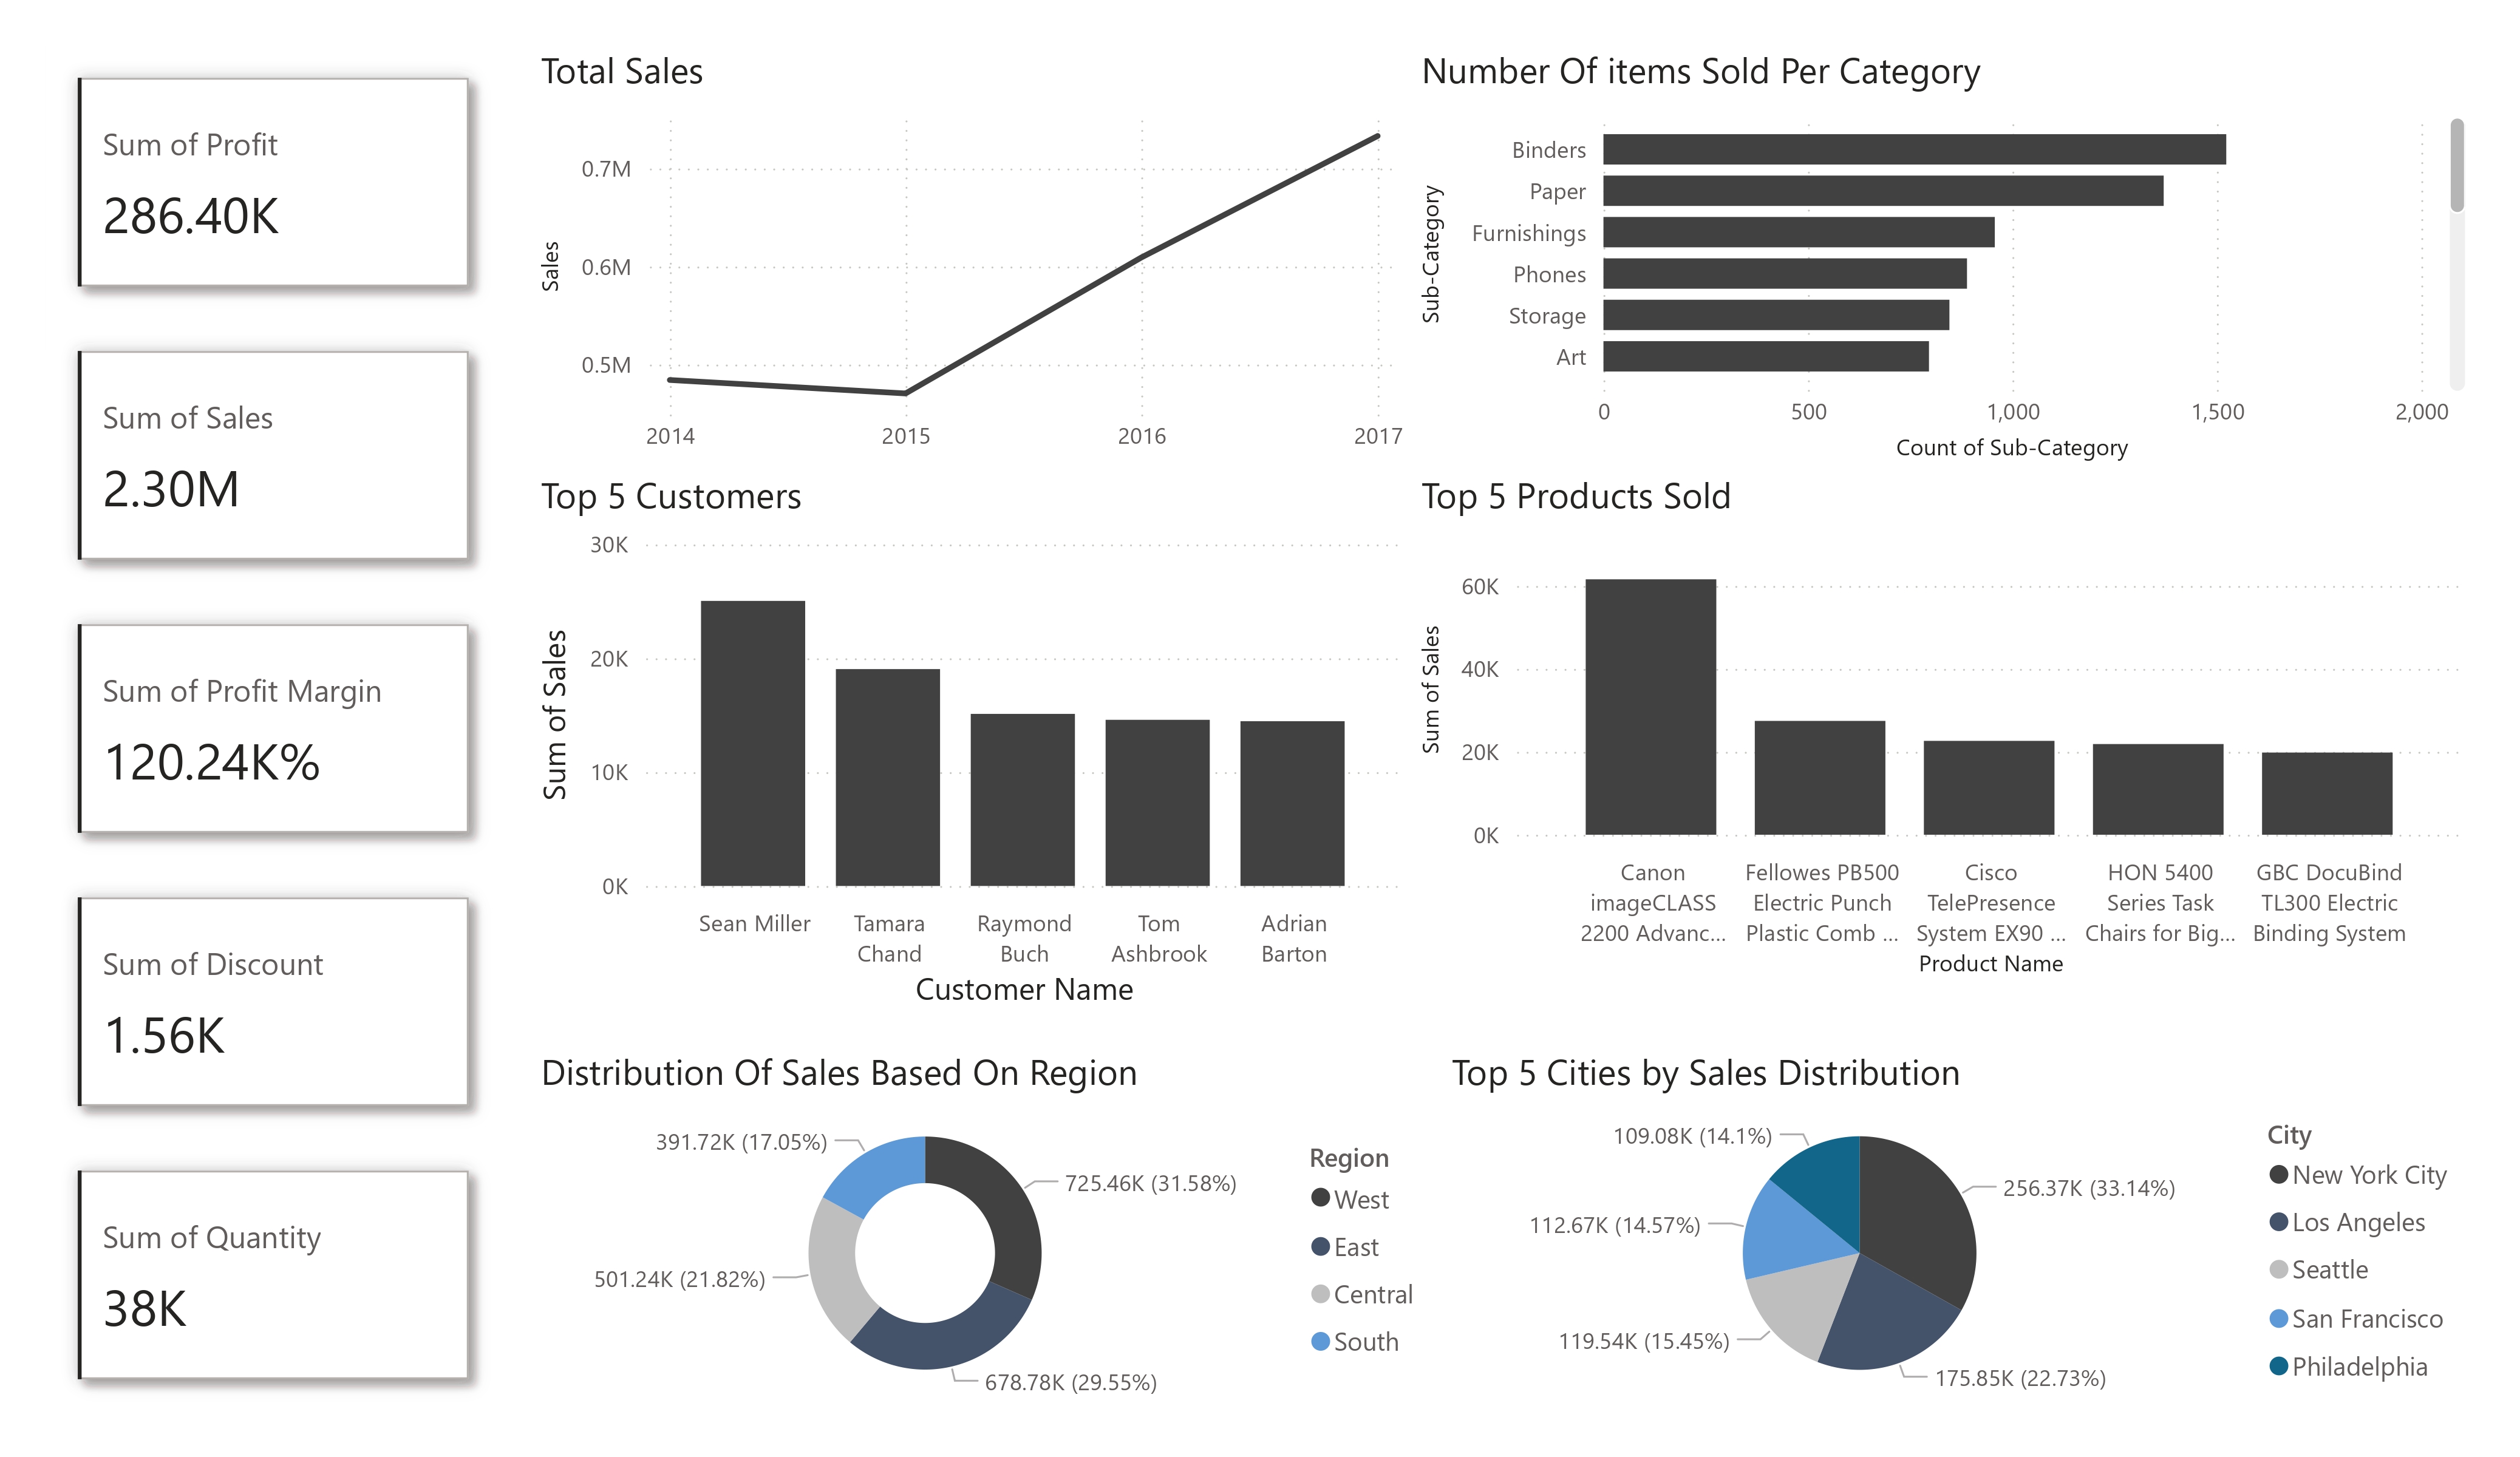 Sum of Profit
286.40K
Sum of Sales
2.30M
Sum of Profit Margin
120.24K%
Sum of Discount
1.56K
Sum of Quantity
38K
Total Sales
Sales
0.7M
0.6M
0.5M
2014
2015
2016
2017
Number Of items Sold Per Category
Sub-Category
Binders
Paper
Furnishings
Phones
Storage
Art
0
500
1,000
1,500
2,000
Count of Sub-Category
Top 5 Customers
Sum of Sales
30K
20K
10K
0K
Sean Miller
Tamara
Chand
Raymond
Buch
Tom
Ashbrook
Adrian
Barton
Customer Name
Top 5 Products Sold
Sum of Sales
60K
40K
20K
0K
Canon
imageCLASS
2200 Advanc...
Fellowes PB500
Electric Punch
Plastic Comb ...
Cisco
TelePresence
System EX90 ...
HON 5400
Series Task
Chairs for Big...
GBC DocuBind
TL300 Electric
Binding System
Product Name
Distribution Of Sales Based On Region
391.72K (17.05%)
725.46K (31.58%)
501.24K (21.82%)
678.78K (29.55%)
Region
West
East
Central
South
Top 5 Cities by Sales Distribution
109.08K (14.1%)
256.37K (33.14%)
112.67K (14.57%)
119.54K (15.45%)
175.85K (22.73%)
City
New York City
Los Angeles
Seattle
San Francisco
Philadelphia